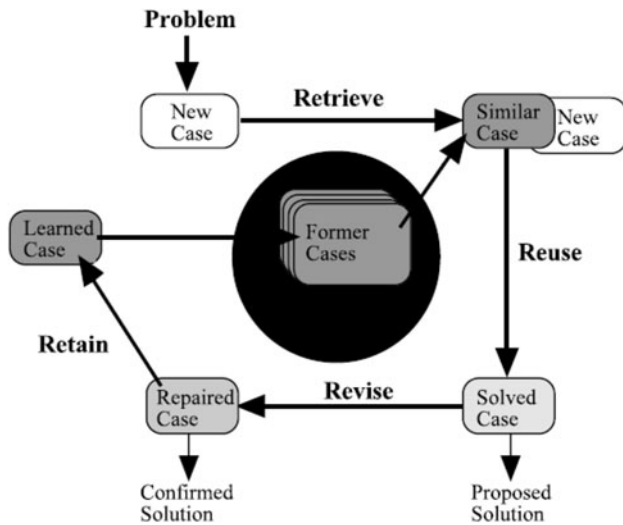 Problem
New
Case
Retrieve
Similar
Case
New
Case
Learned
Case
Former
Cases
Reuse
Retain
Repaired
Case
Revise
Solved
Case
Confirmed
Solution
Proposed
Solution